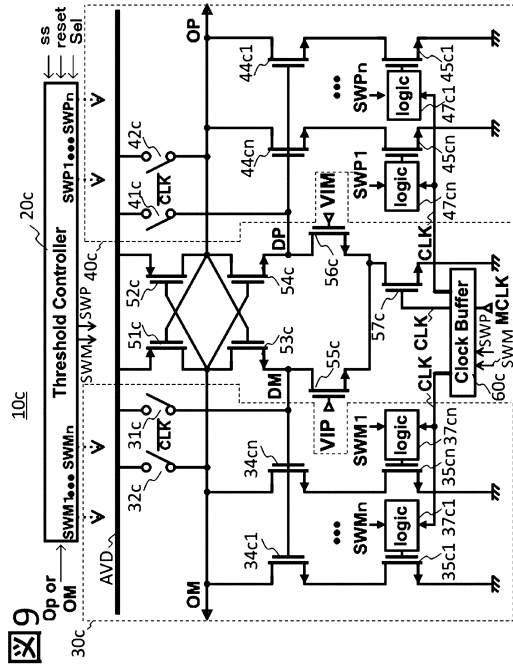 図9
10c
20c
Threshold Controller
ss
reset
Sel
Op or
OM
SWM1••• SWMn
SWM
SWP
SWP1••• SWPn
AVD
30c
40c
32c
31c
CLK
51c
52c
41c
42c
CLK
OM
OP
53c
54c
34c1
34cn
DM
DP
44cn
44c1
VIP
55c
56c
VIM
57c
SWMn
•••
SWM1
SWP1
•••
SWPn
logic
logic
logic
logic
35c1
37c1
35cn
37cn
47cn
45cn
47c1
45c1
CLK
CLK
CLK
Clock Buffer
60c
SWM
SWP
MCLK